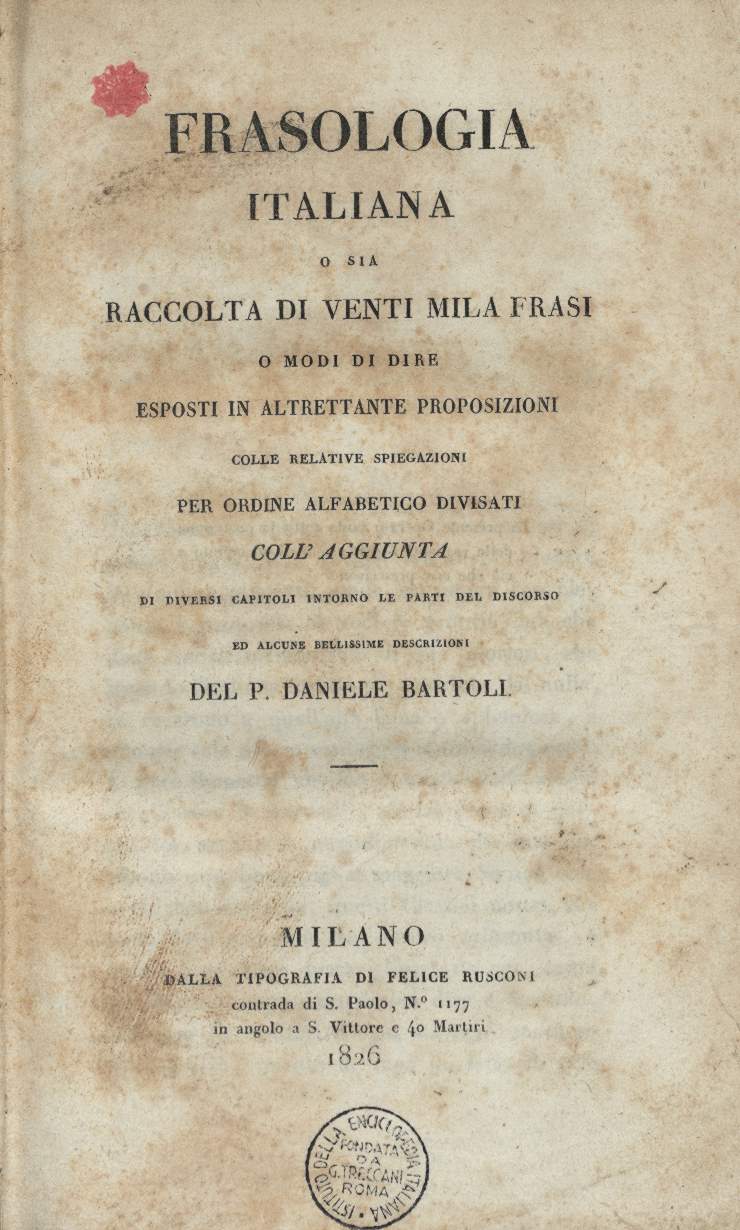 FRASOLOGIA
ITALIANA
O SIA
RACCOLTA DI VENTI MILA FRASI
O MODI DI DIRE
ESPOSTI IN ALTRETTANTE PROPOSIZIONI
COLLE RELATIVE SPIEGAZIONI
PER ORDINE ALFABETICO DIVISATI
COLL' AGGIUNTA
DI DIVERSI CAPITOLI INTORNO LE PARTI DEL DISCORSO
ED ALCUNE BELLISSIME DESCRIZIONI
DEL P. DANIELE BARTOLI.
MILANO
DALLA TIPOGRAFIA DI FELICE RUSCONI
contrada di S. Paolo, N.º 1177
in angolo a S. Vittore e 40 Martiri
1826
ISTITUTO DELLA ENCICLOPEDIA ITALIANA
FONDATA
DA
G. TRECCANI
ROMA